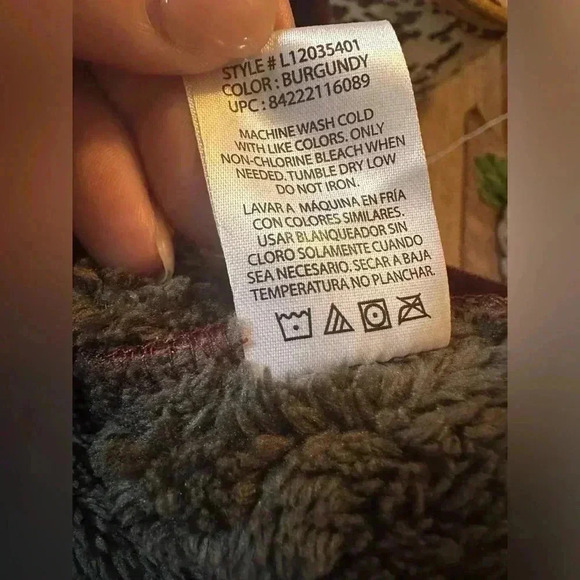 STYLE # L12035401
COLOR : BURGUNDY
UPC : 84222116089
MACHINE WASH COLD
WITH LIKE COLORS. ONLY
NON-CHLORINE BLEACH WHEN
NEEDED. TUMBLE DRY LOW
DO NOT IRON.
LAVAR A MÁQUINA EN FRÍA
CON COLORES SIMILARES.
USAR BLANQUEADOR SIN
CLORO SOLAMENTE CUANDO
SEA NECESARIO. SECAR A BAJA
TEMPERATURA NO PLANCHAR.